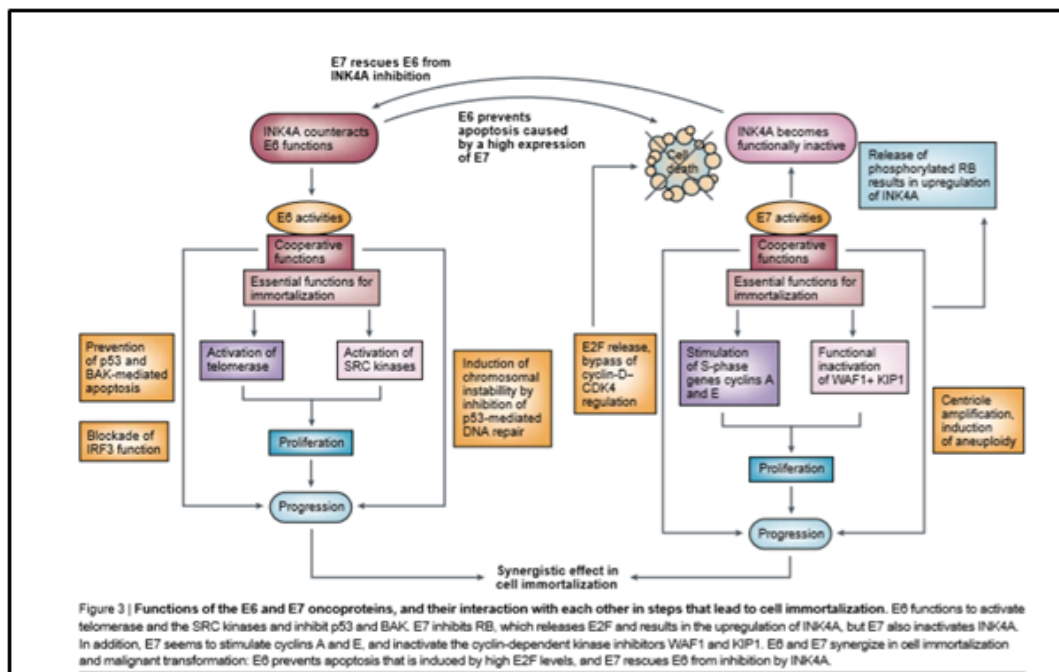 E7 rescues E6 from
INK4A inhibition
E6 prevents
apoptosis caused
by a high expression
of E7
INK4A counteracts
E6 functions
Cell
death
INK4A becomes
functionally inactive
Release of
phosphorylated RB
results in upregulation
of INK4A
E6 activities
Cooperative
functions
Essential functions for
immortalization
Prevention
of p53 and
BAK-mediated
apoptosis
Activation of
telomerase
Activation of
SRC kinases
Induction of
chromosomal
instability by
inhibition of
p53-mediated
DNA repair
Blockade of
IRF3 function
Proliferation
Progression
E7 activities
Cooperative
functions
Essential functions for
immortalization
E2F release,
bypass of
cyclin-D–
CDK4
regulation
Stimulation
of S-phase
genes cyclins A
and E
Functional
inactivation
of WAF1+ KIP1
Centriole
amplification,
induction
of aneuploidy
Proliferation
Progression
Synergistic effect in
cell immortalization
Figure 3 | Functions of the E6 and E7 oncoproteins, and their interaction with each other in steps that lead to cell immortalization. E6 functions to activate
telomerase and the SRC kinases and inhibit p53 and BAK. E7 inhibits RB, which releases E2F and results in the upregulation of INK4A, but E7 also inactivates INK4A.
In addition, E7 seems to stimulate cyclins A and E, and inactivate the cyclin-dependent kinase inhibitors WAF1 and KIP1. E6 and E7 synergize in cell immortalization
and malignant transformation: E6 prevents apoptosis that is induced by high E2F levels, and E7 rescues E6 from inhibition by INK4A.